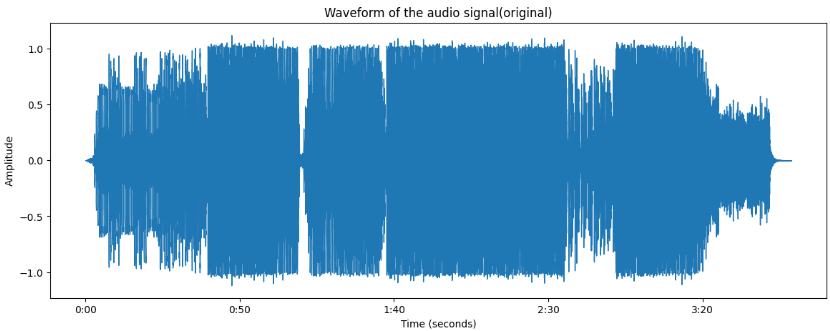 Waveform of the audio signal(original)
1.0
0.5
0.0
−0.5
−1.0
Amplitude
0:00 0:50 1:40 2:30 3:20
Time (seconds)